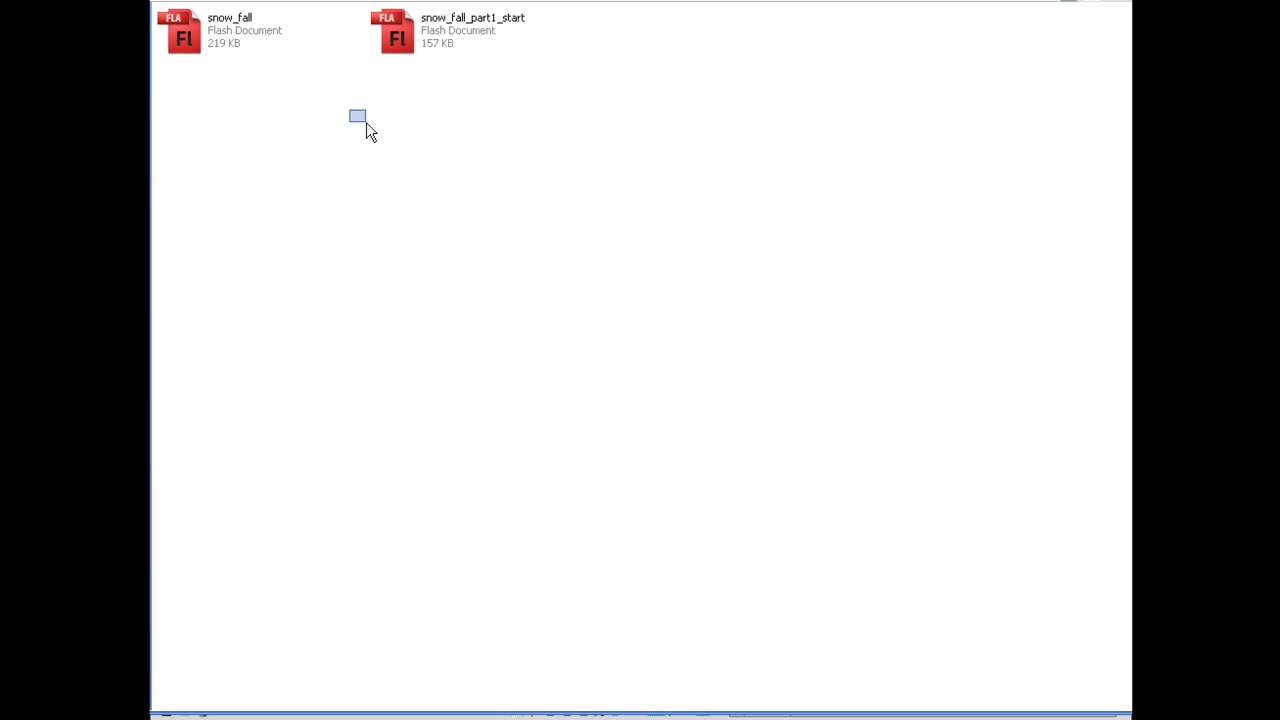 FLA
Fl
snow_fall
Flash Document
219 KB
FLA
Fl
snow_fall_part1_start
Flash Document
157 KB